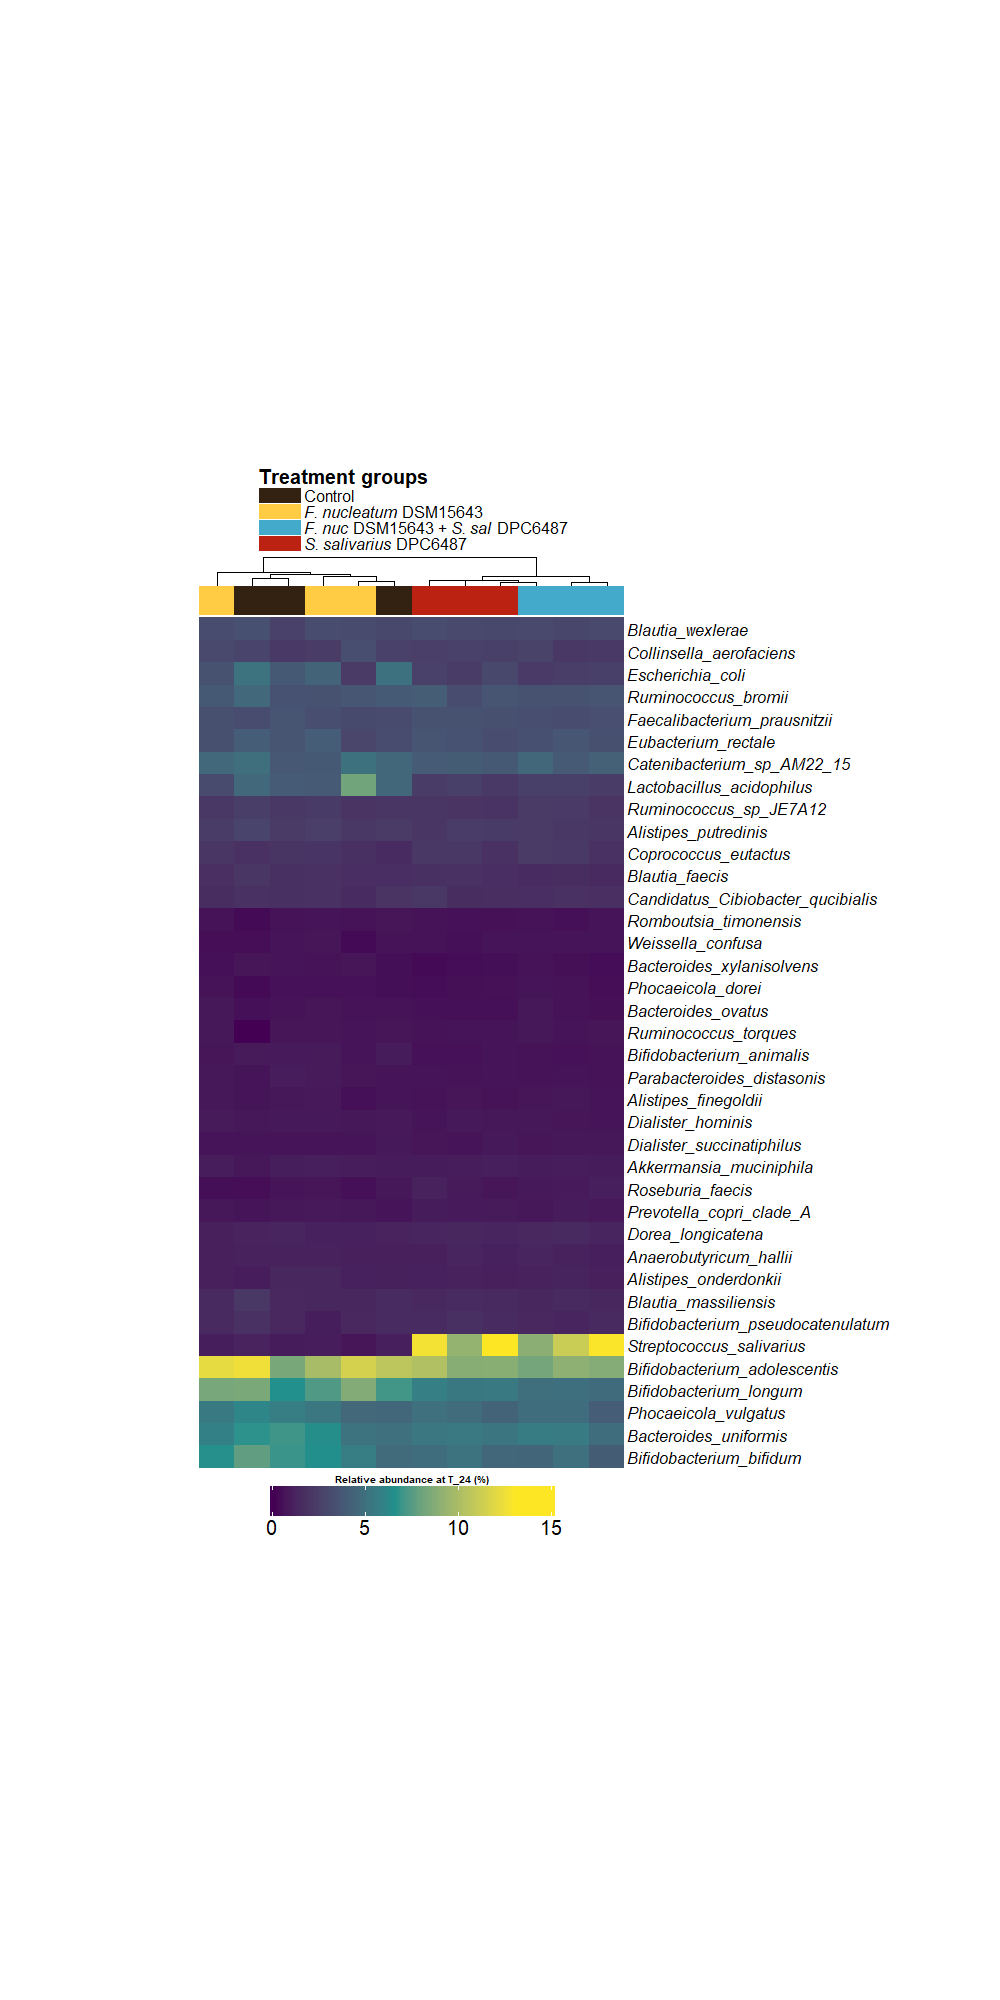 Treatment groups
Control
F. nucleatum DSM15643
F. nuc DSM15643 + S. sal DPC6487
S. salivarius DPC6487
Blautia_wexlerae
Collinsella_aerofaciens
Escherichia_coli
Ruminococcus_bromii
Faecalibacterium_prausnitzii
Eubacterium_rectale
Catenibacterium_sp_AM22_15
Lactobacillus_acidophilus
Ruminococcus_sp_JE7A12
Alistipes_putredinis
Coprococcus_eutactus
Blautia_faecis
Candidatus_Cibiobacter_qucibialis
Romboutsia_timonensis
Weissella_confusa
Bacteroides_xylanisolvens
Phocaeicola_dorei
Bacteroides_ovatus
Ruminococcus_torques
Bifidobacterium_animalis
Parabacteroides_distasonis
Alistipes_finegoldii
Dialister_hominis
Dialister_succinatiphilus
Akkermansia_muciniphila
Roseburia_faecis
Prevotella_copri_clade_A
Dorea_longicatena
Anaerobutyricum_hallii
Alistipes_onderdonkii
Blautia_massiliensis
Bifidobacterium_pseudocatenulatum
Streptococcus_salivarius
Bifidobacterium_adolescentis
Bifidobacterium_longum
Phocaeicola_vulgatus
Bacteroides_uniformis
Bifidobacterium_bifidum
Relative abundance at T_24 (%)
0 5 10 15